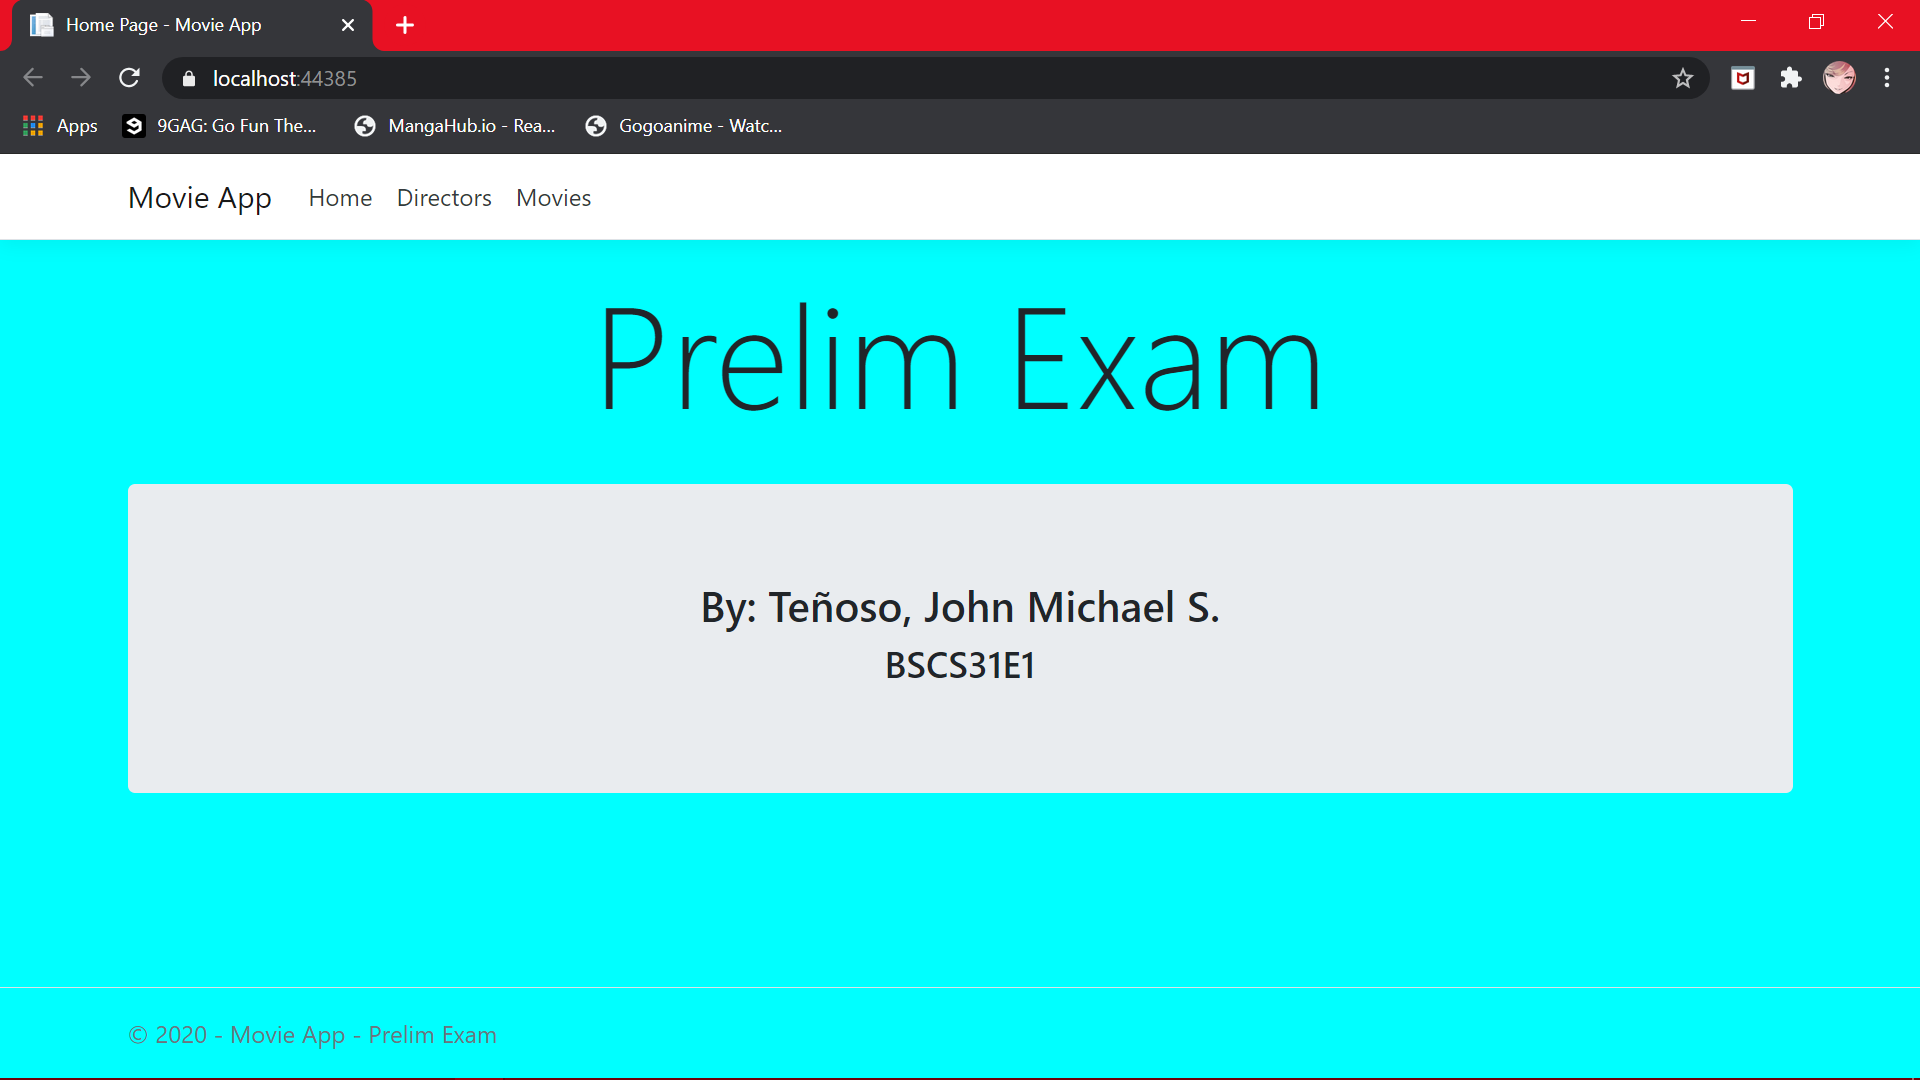 Home Page - Movie App
localhost:44385
Apps
9GAG: Go Fun The...
MangaHub.io - Rea...
Gogoanime - Watc...
Movie App
Home
Directors
Movies
Prelim Exam
By: Teñoso, John Michael S.
BSCS31E1
© 2020 - Movie App - Prelim Exam